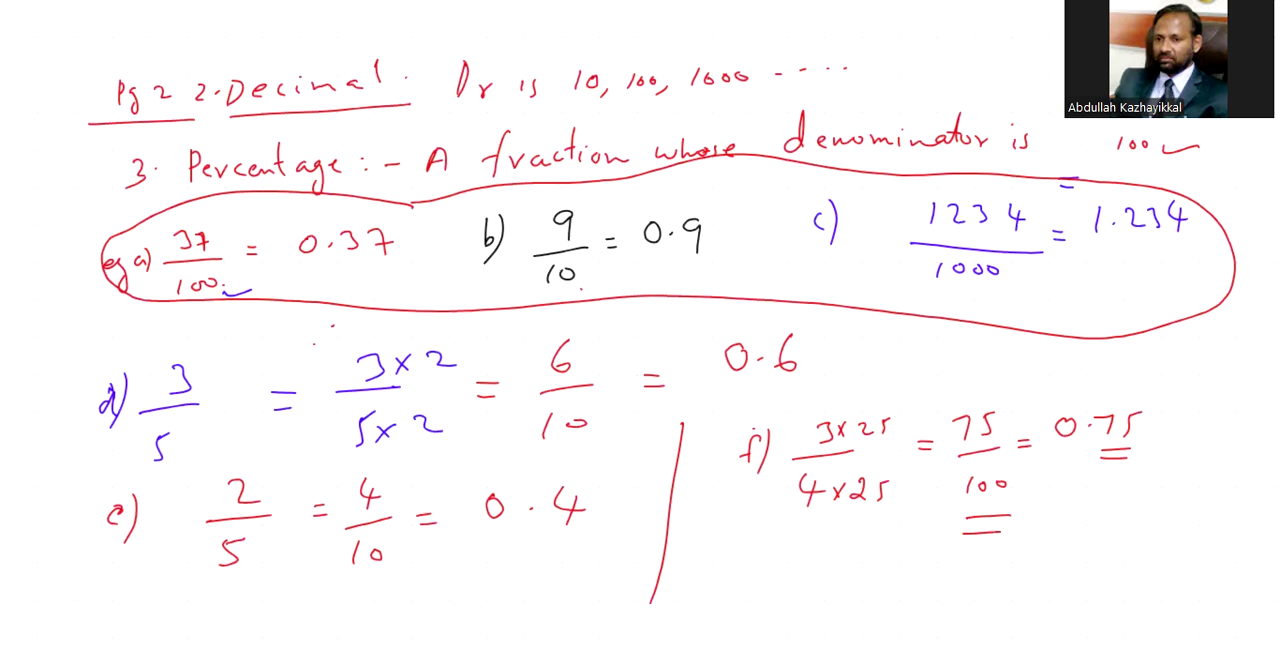 Pg 2 2. Decimal. Dr is 10, 100, 1000 - - - - ..
Abdullah Kazhayikkal
3. Percentage :- A fraction whose denominator is 100
eg a) 37/100 = 0.37 b) 9/10 = 0.9 c) 1234/1000 = 1.234
d) 3/5 = 3×2/5×2 = 6/10 = 0.6
e) 2/5 = 4/10 = 0.4
f) 3×25/4×25 = 75/100 = 0.75